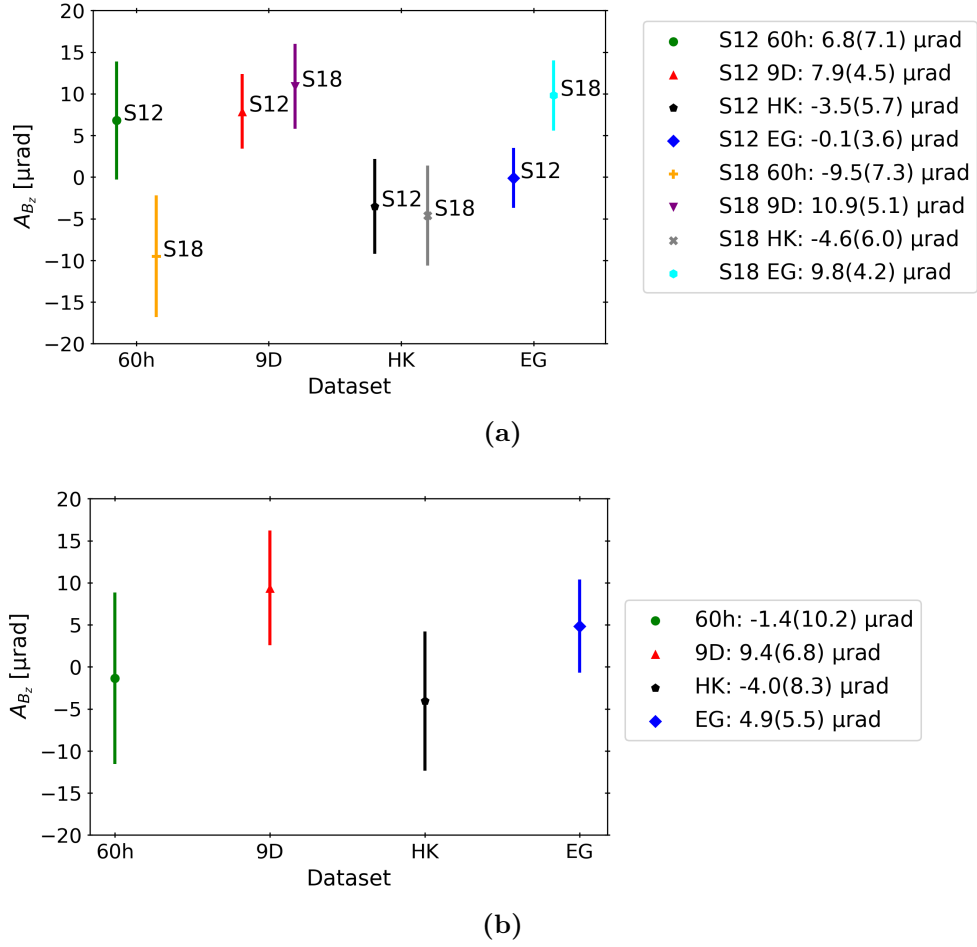 20
15
10
5
0
−5
−10
−15
−20
A_{B_z} [µrad]
S12
S18
S12
S18
S12
S18
S12
S18
60h
9D
HK
EG
Dataset
S12 60h: 6.8(7.1) µrad
S12 9D: 7.9(4.5) µrad
S12 HK: -3.5(5.7) µrad
S12 EG: -0.1(3.6) µrad
S18 60h: -9.5(7.3) µrad
S18 9D: 10.9(5.1) µrad
S18 HK: -4.6(6.0) µrad
S18 EG: 9.8(4.2) µrad
(a)
20
15
10
5
0
−5
−10
−15
−20
A_{B_z} [µrad]
60h
9D
HK
EG
Dataset
60h: -1.4(10.2) µrad
9D: 9.4(6.8) µrad
HK: -4.0(8.3) µrad
EG: 4.9(5.5) µrad
(b)